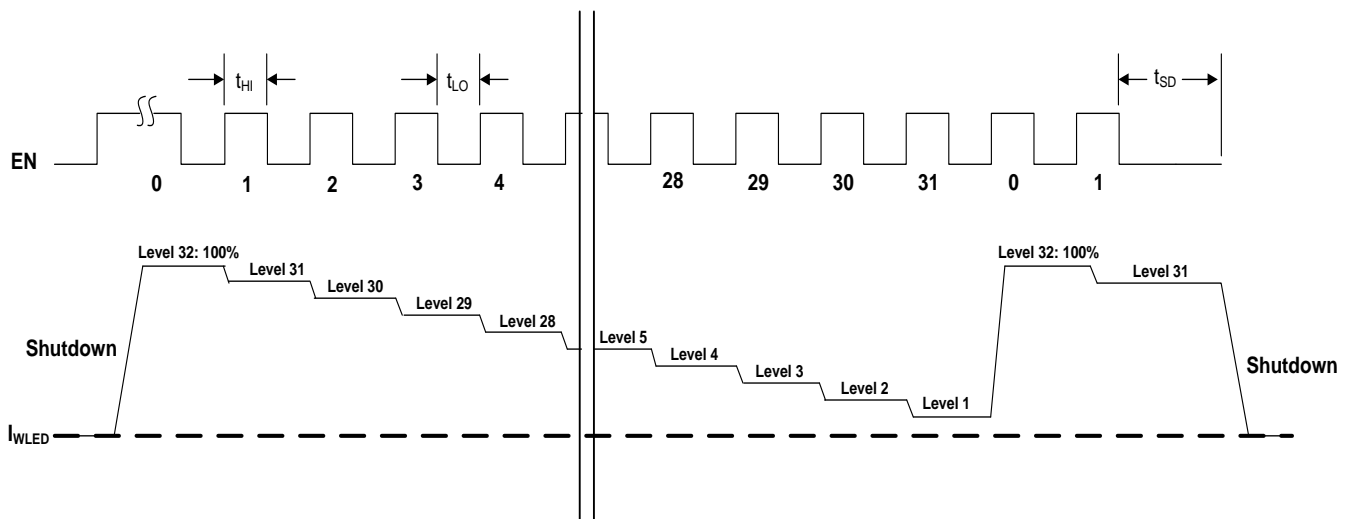 tHI
tLO
tSD
EN
0 1 2 3 4 28 29 30 31 0 1
Level 32: 100%
Level 31
Level 30
Level 29
Level 28
Level 5
Level 4
Level 3
Level 2
Level 1
Level 32: 100%
Level 31
Shutdown
Shutdown
IWLED